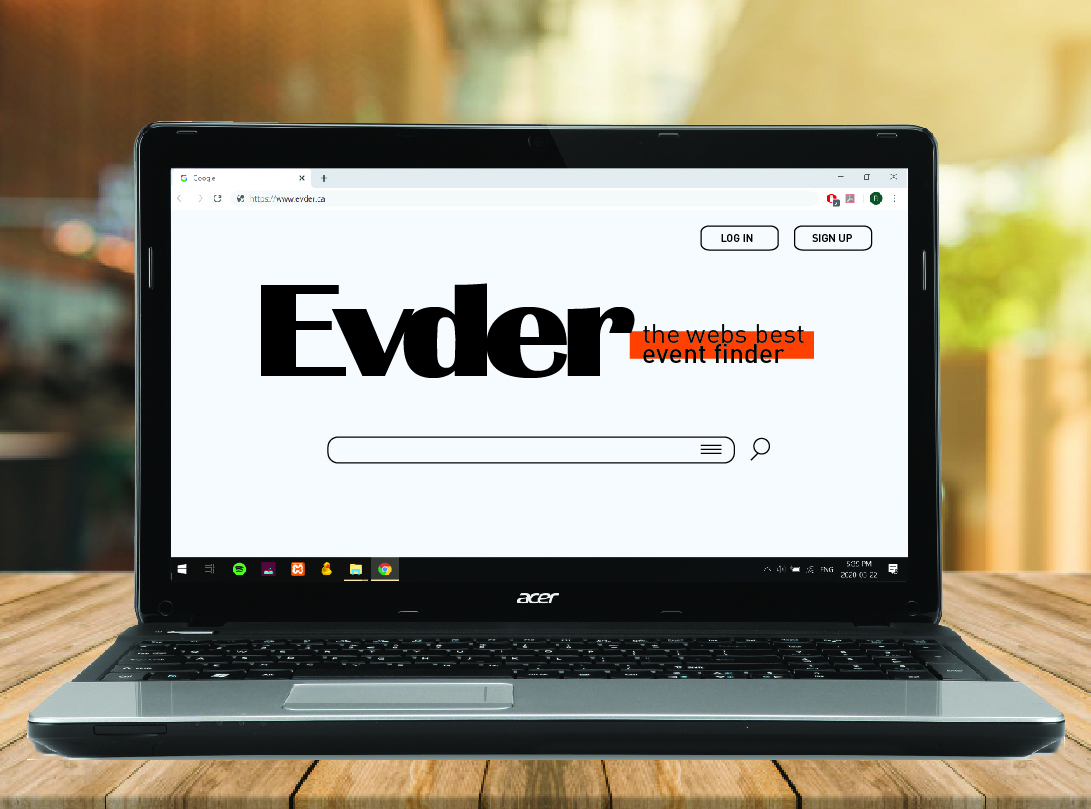 Google
https://www.evder.ca
LOG IN
SIGN UP
Evder
the webs best
event finder
ENG
5:35 PM
2020-03-22
acer